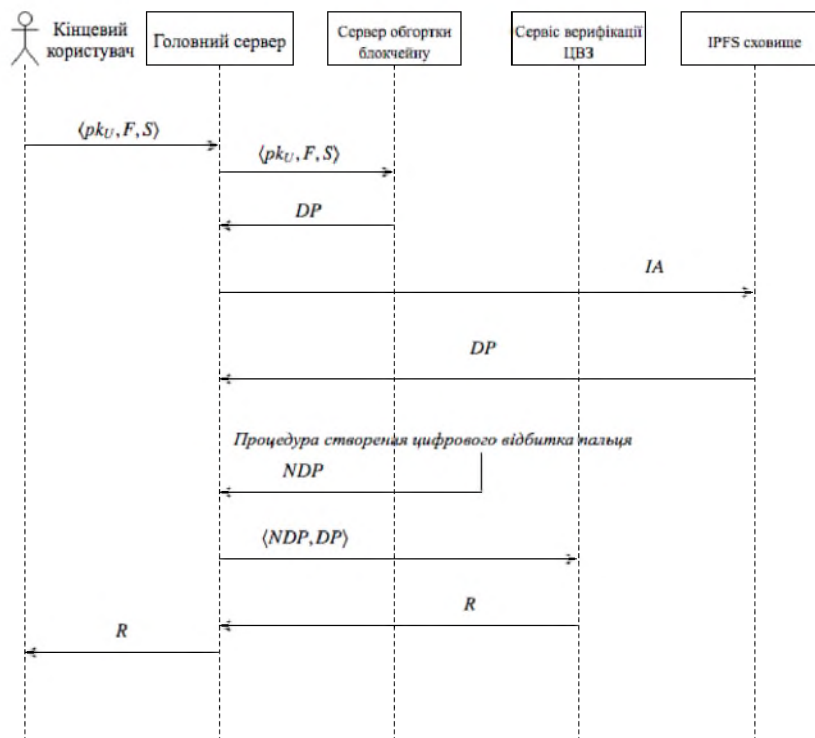 Кінцевий
користувач
Головний сервер
Сервер обгортки
блокчейну
Сервіс верифікації
ЦВЗ
IPFS сховище
⟨pk_U, F, S⟩
⟨pk_U, F, S⟩
DP
IA
DP
Процедура створення цифрового відбитка пальця
NDP
⟨NDP, DP⟩
R
R